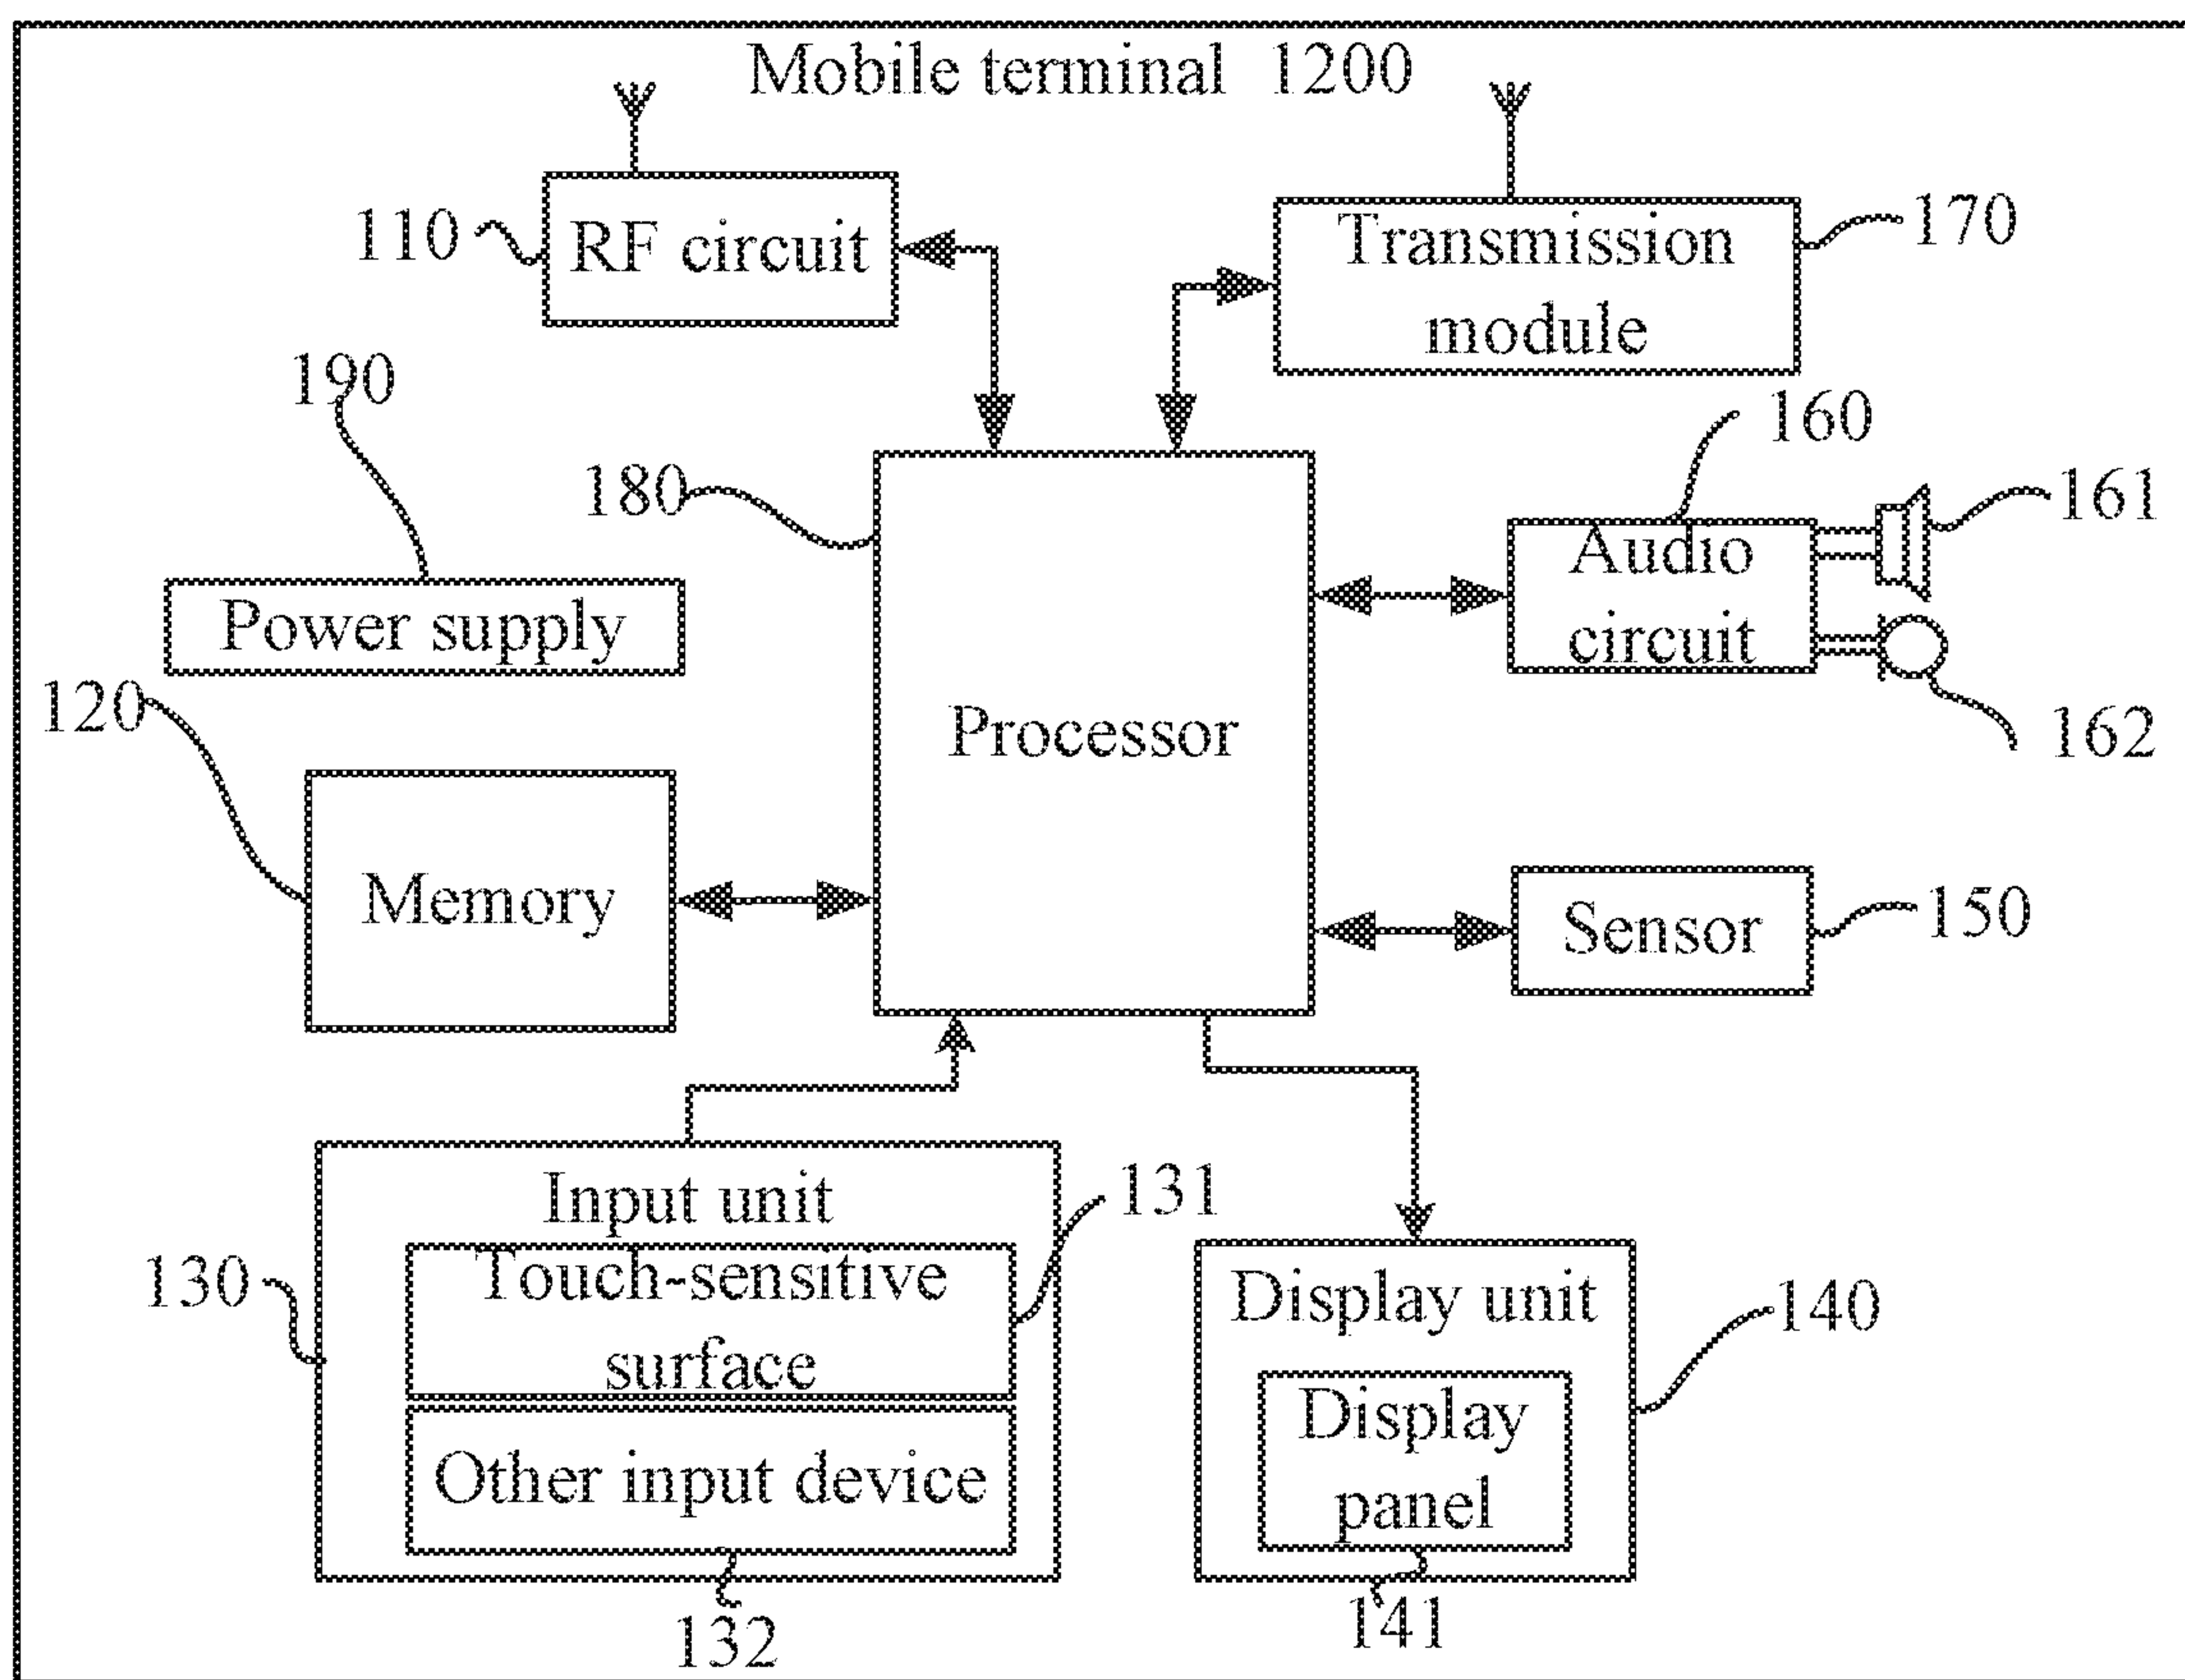 Mobile terminal 1200
110
RF circuit
Transmission
module
170
190
180
160
161
Audio
circuit
162
Power supply
120
Processor
Memory
Sensor
150
Input unit
131
130
Touch-sensitive
surface
Other input device
132
Display unit
140
Display
panel
141